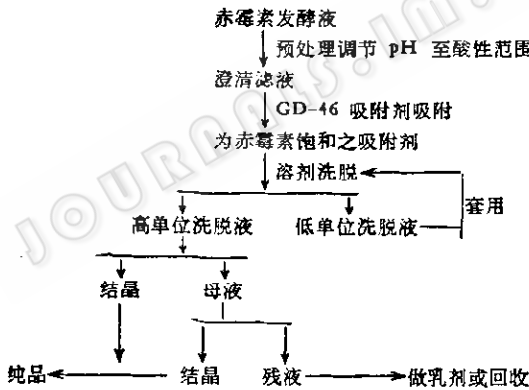 赤霉素发酵液
预处理调节 pH 至酸性范围
澄清滤液
GD-46 吸附剂吸附
为赤霉素饱和之吸附剂
溶剂洗脱
套用
高单位洗脱液 低单位洗脱液
结晶 母液
纯品 结晶 残液 做乳剂或回收
JOURNALS.im.